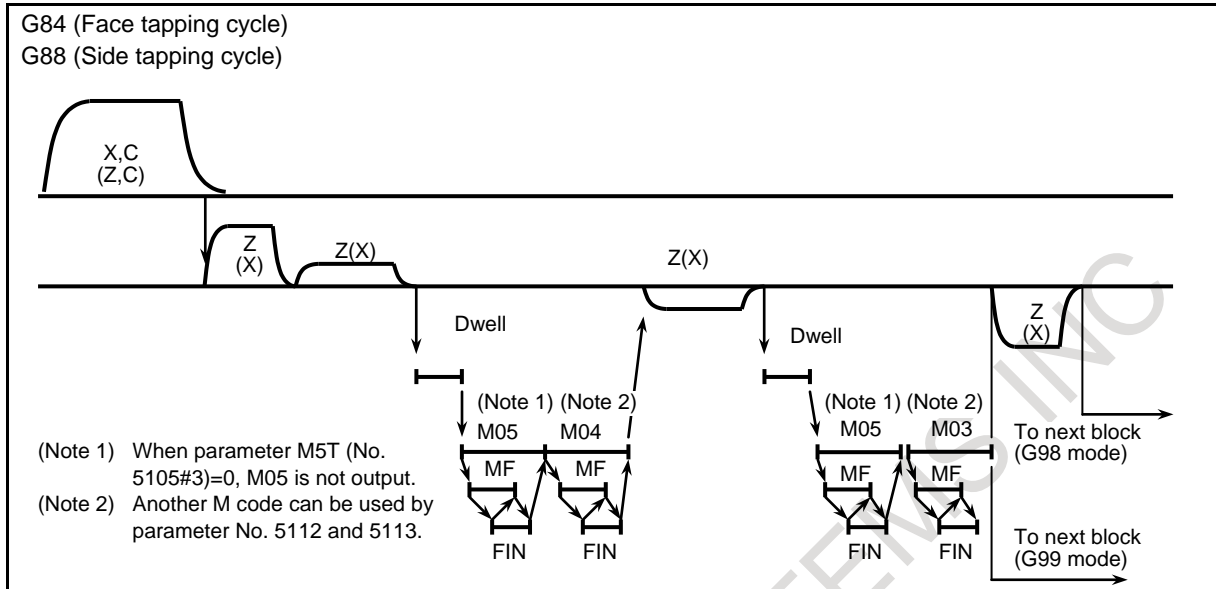 G84 (Face tapping cycle)
G88 (Side tapping cycle)
X,C
(Z,C)
Z
(X)
Z(X)
Z(X)
Z
(X)
Dwell
Dwell
(Note 1) (Note 2)
M05 M04
MF MF
FIN FIN
(Note 1) (Note 2)
M05 M03
MF MF
FIN FIN
To next block
(G98 mode)
To next block
(G99 mode)
(Note 1) When parameter M5T (No.
5105#3)=0, M05 is not output.
(Note 2) Another M code can be used by
parameter No. 5112 and 5113.
EMS INC